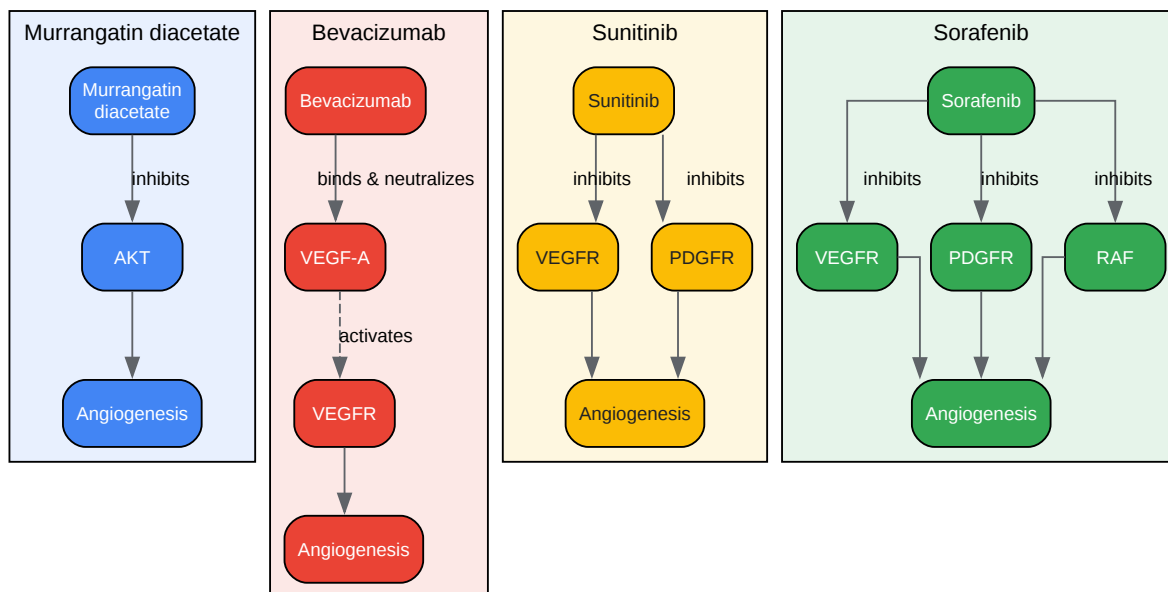 Murrangatin diacetate
Murrangatin
diacetate
inhibits
AKT
Angiogenesis
Bevacizumab
Bevacizumab
binds & neutralizes
VEGF-A
activates
VEGFR
Angiogenesis
Sunitinib
Sunitinib
inhibits
inhibits
VEGFR
PDGFR
Angiogenesis
Sorafenib
Sorafenib
inhibits
inhibits
inhibits
VEGFR
PDGFR
RAF
Angiogenesis